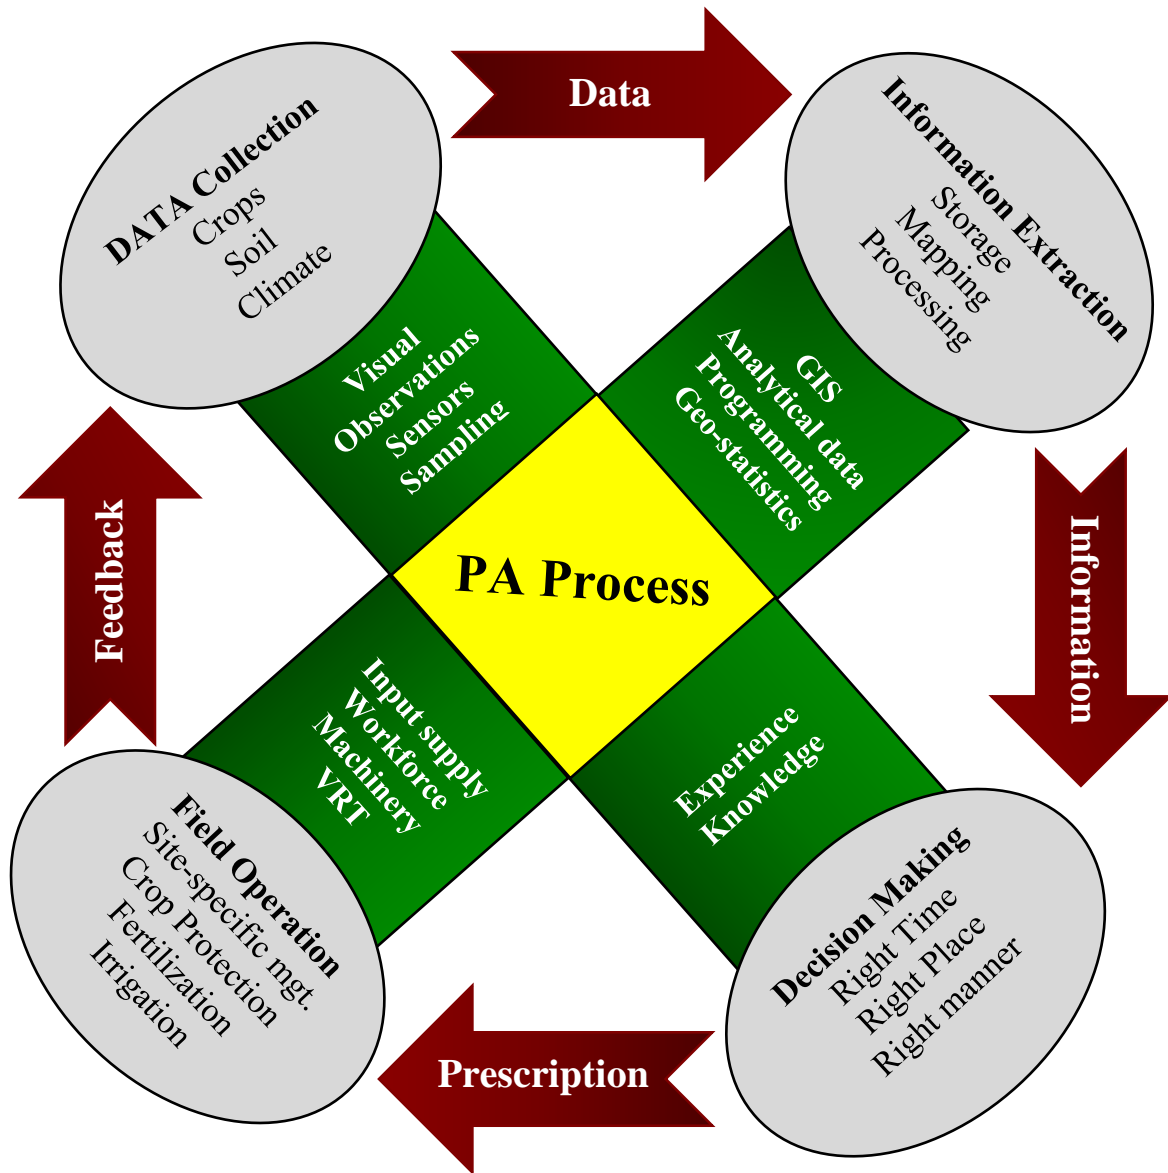 Data
DATA Collection
Crops
Soil
Climate
Information Extraction
Storage
Mapping
Processing
Visual
Observations
Sensors
Sampling
GIS
Analytical data
Programming
Geo-statistics
Feedback
PA Process
Information
Input supply
Workforce
Machinery
VRT
Experience
Knowledge
Field Operation
Site-specific mgt.
Crop Protection
Fertilization
Irrigation
Decision Making
Right Time
Right Place
Right manner
Prescription